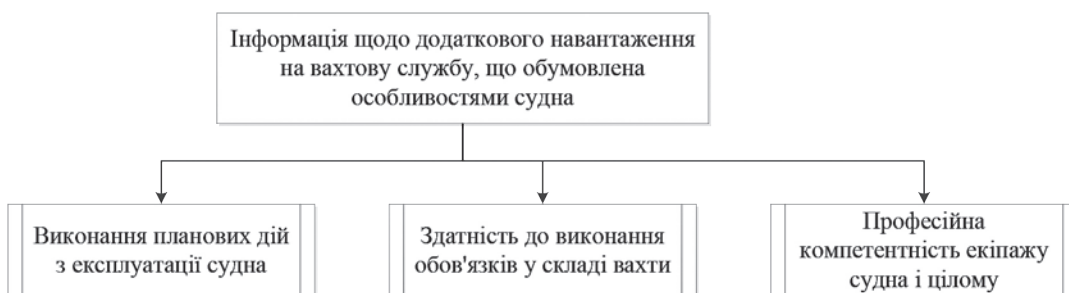 Інформація щодо додаткового навантаження
на вахтову службу, що обумовлена
особливостями судна
Виконання планових дій
з експлуатації судна
Здатність до виконання
обов'язків у складі вахти
Професійна
компетентність екіпажу
судна і цілому